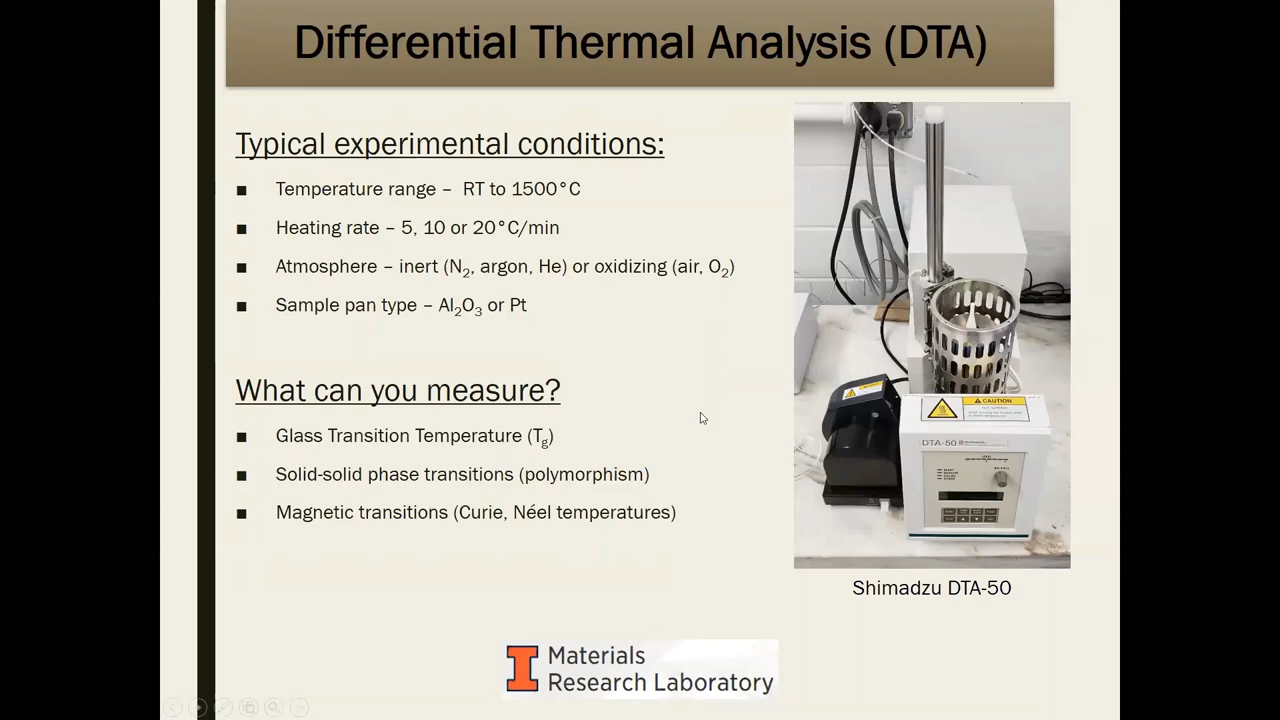 Differential Thermal Analysis (DTA)
Typical experimental conditions:
■ Temperature range – RT to 1500°C
■ Heating rate – 5, 10 or 20°C/min
■ Atmosphere – inert (N₂, argon, He) or oxidizing (air, O₂)
■ Sample pan type – Al₂O₃ or Pt
What can you measure?
■ Glass Transition Temperature (Tg)
■ Solid-solid phase transitions (polymorphism)
■ Magnetic transitions (Curie, Néel temperatures)
CAUTION
DTA-50
Shimadzu DTA-50
I Materials
Research Laboratory